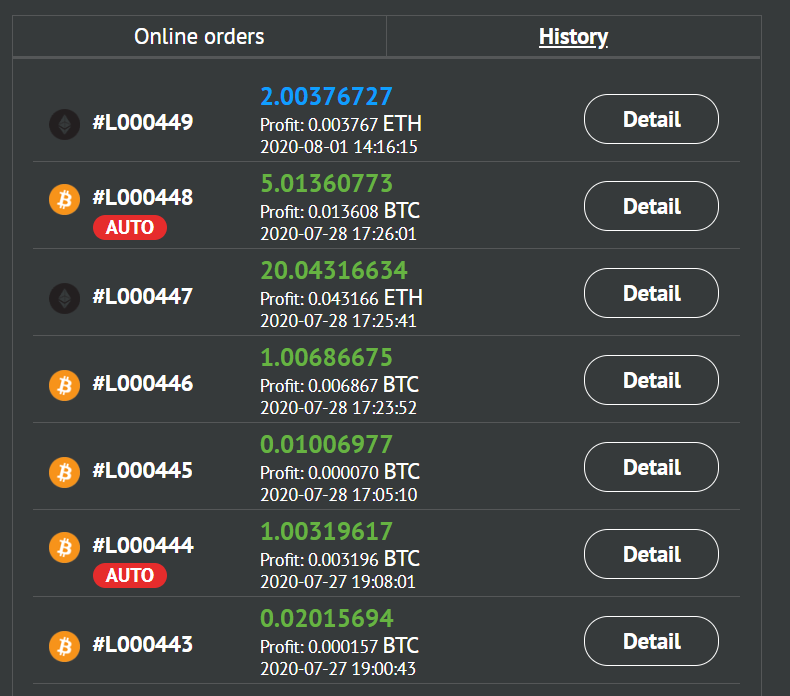 Online orders
History
#L000449
2.00376727
Profit: 0.003767 ETH
2020-08-01 14:16:15
Detail
#L000448
AUTO
5.01360773
Profit: 0.013608 BTC
2020-07-28 17:26:01
Detail
#L000447
20.04316634
Profit: 0.043166 ETH
2020-07-28 17:25:41
Detail
#L000446
1.00686675
Profit: 0.006867 BTC
2020-07-28 17:23:52
Detail
#L000445
0.01006977
Profit: 0.000070 BTC
2020-07-28 17:05:10
Detail
#L000444
AUTO
1.00319617
Profit: 0.003196 BTC
2020-07-27 19:08:01
Detail
#L000443
0.02015694
Profit: 0.000157 BTC
2020-07-27 19:00:43
Detail